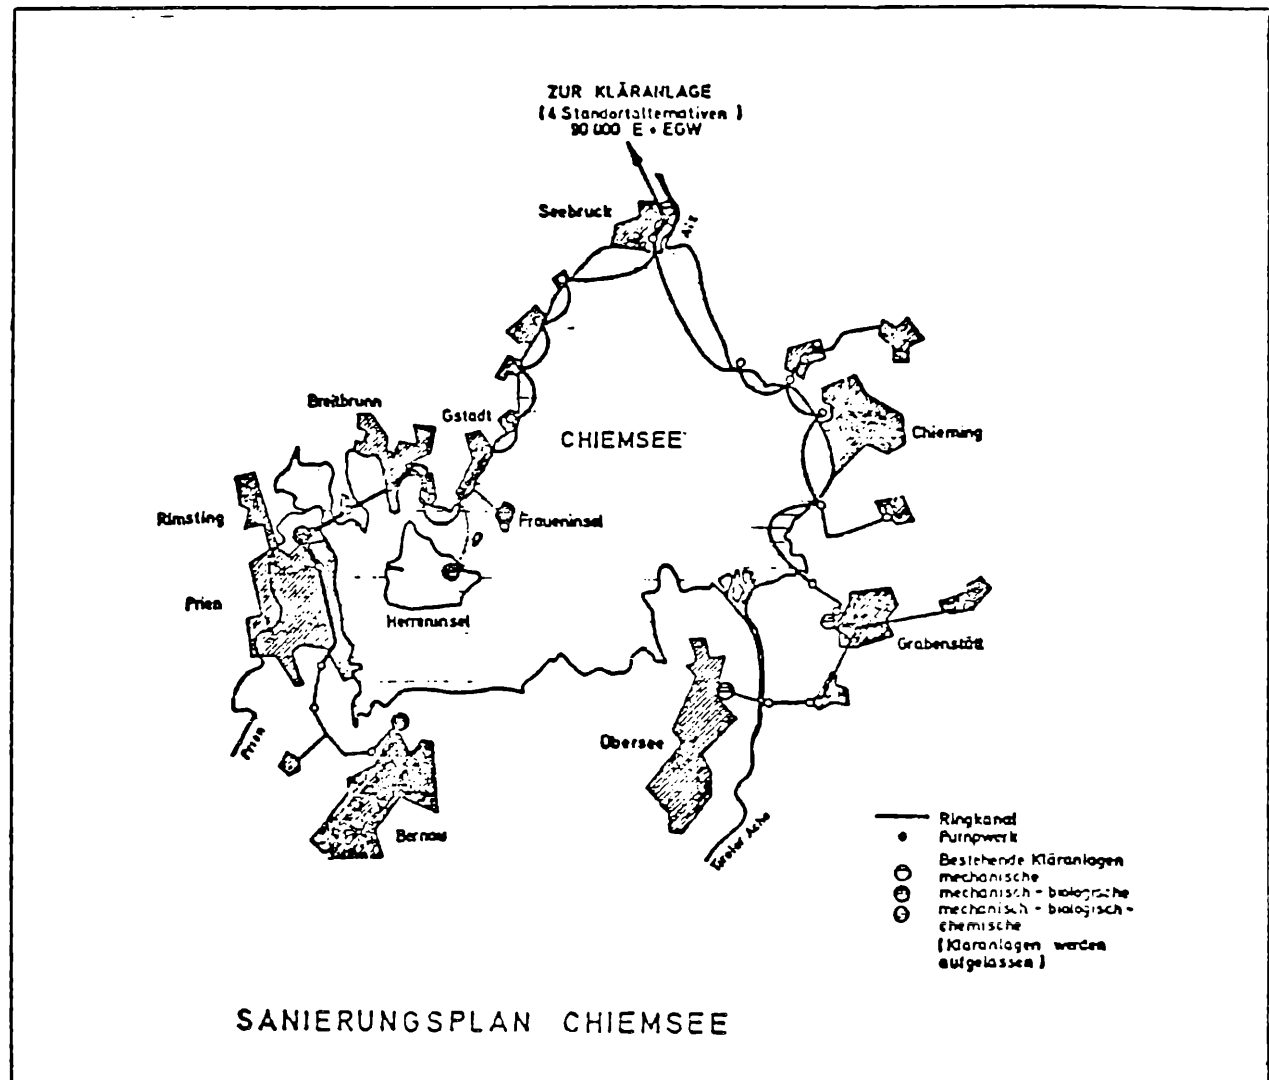 ZUR KLÄRANLAGE
(4 Standortalternativen)
90 000 E + EGW
Seebruck
Alz
Breitbrunn
Gstadt
CHIEMSEE
Chieming
Rimsting
Fraueninsel
Prien
Herreninsel
Grabenstätt
Prien
Übersee
Bernau
Tiroler Ache
Ringkanal
Pumpwerk
Bestehende Kläranlagen
mechanische
mechanisch - biologische
mechanisch - biologisch -
chemische
(Kläranlagen werden
aufgelassen)
SANIERUNGSPLAN CHIEMSEE